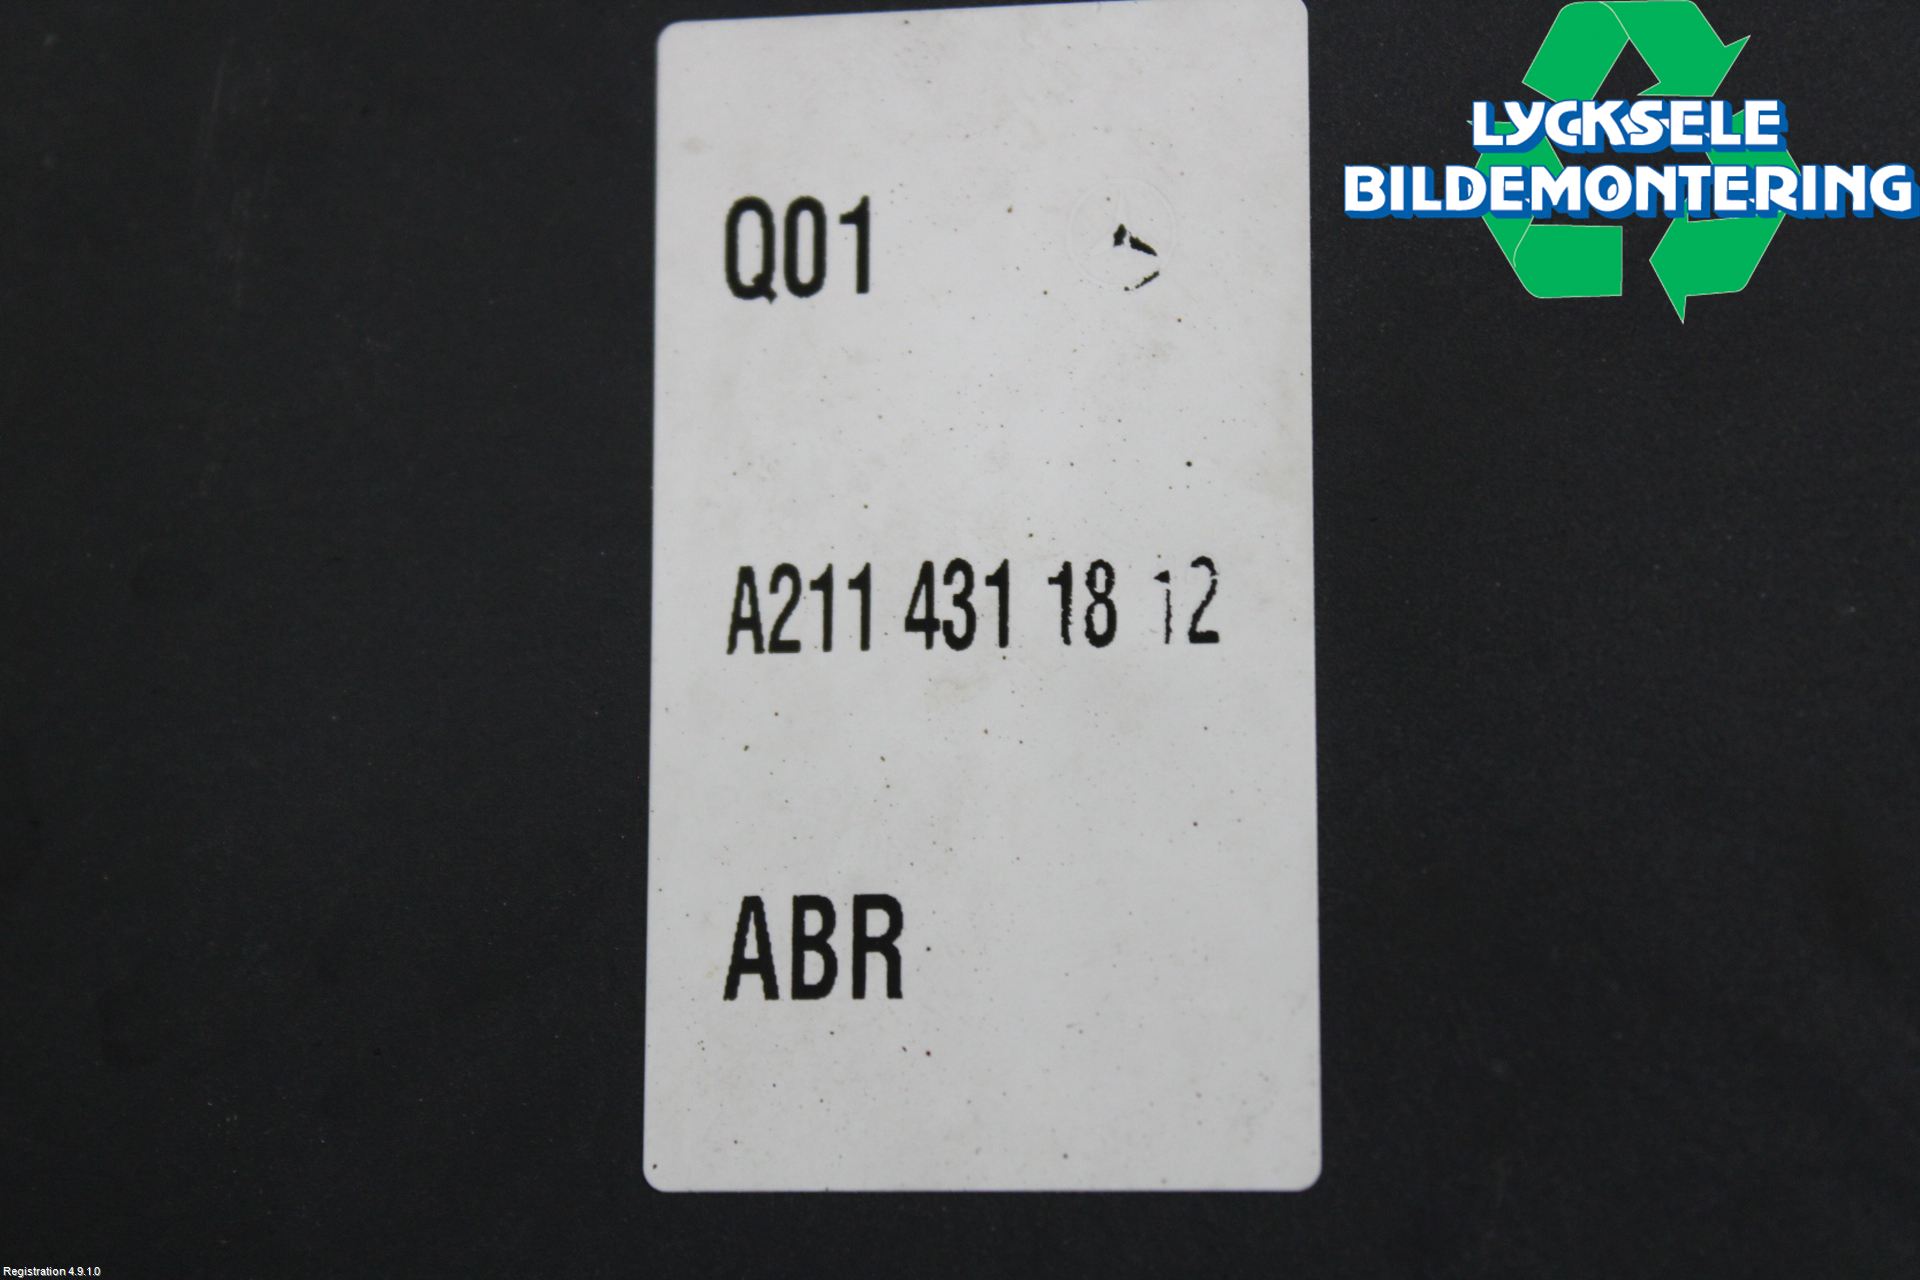 LYCKSELE
BILDEMONTERING
Q01
A211 431 18 12
ABR
Registration 4.9.1.0